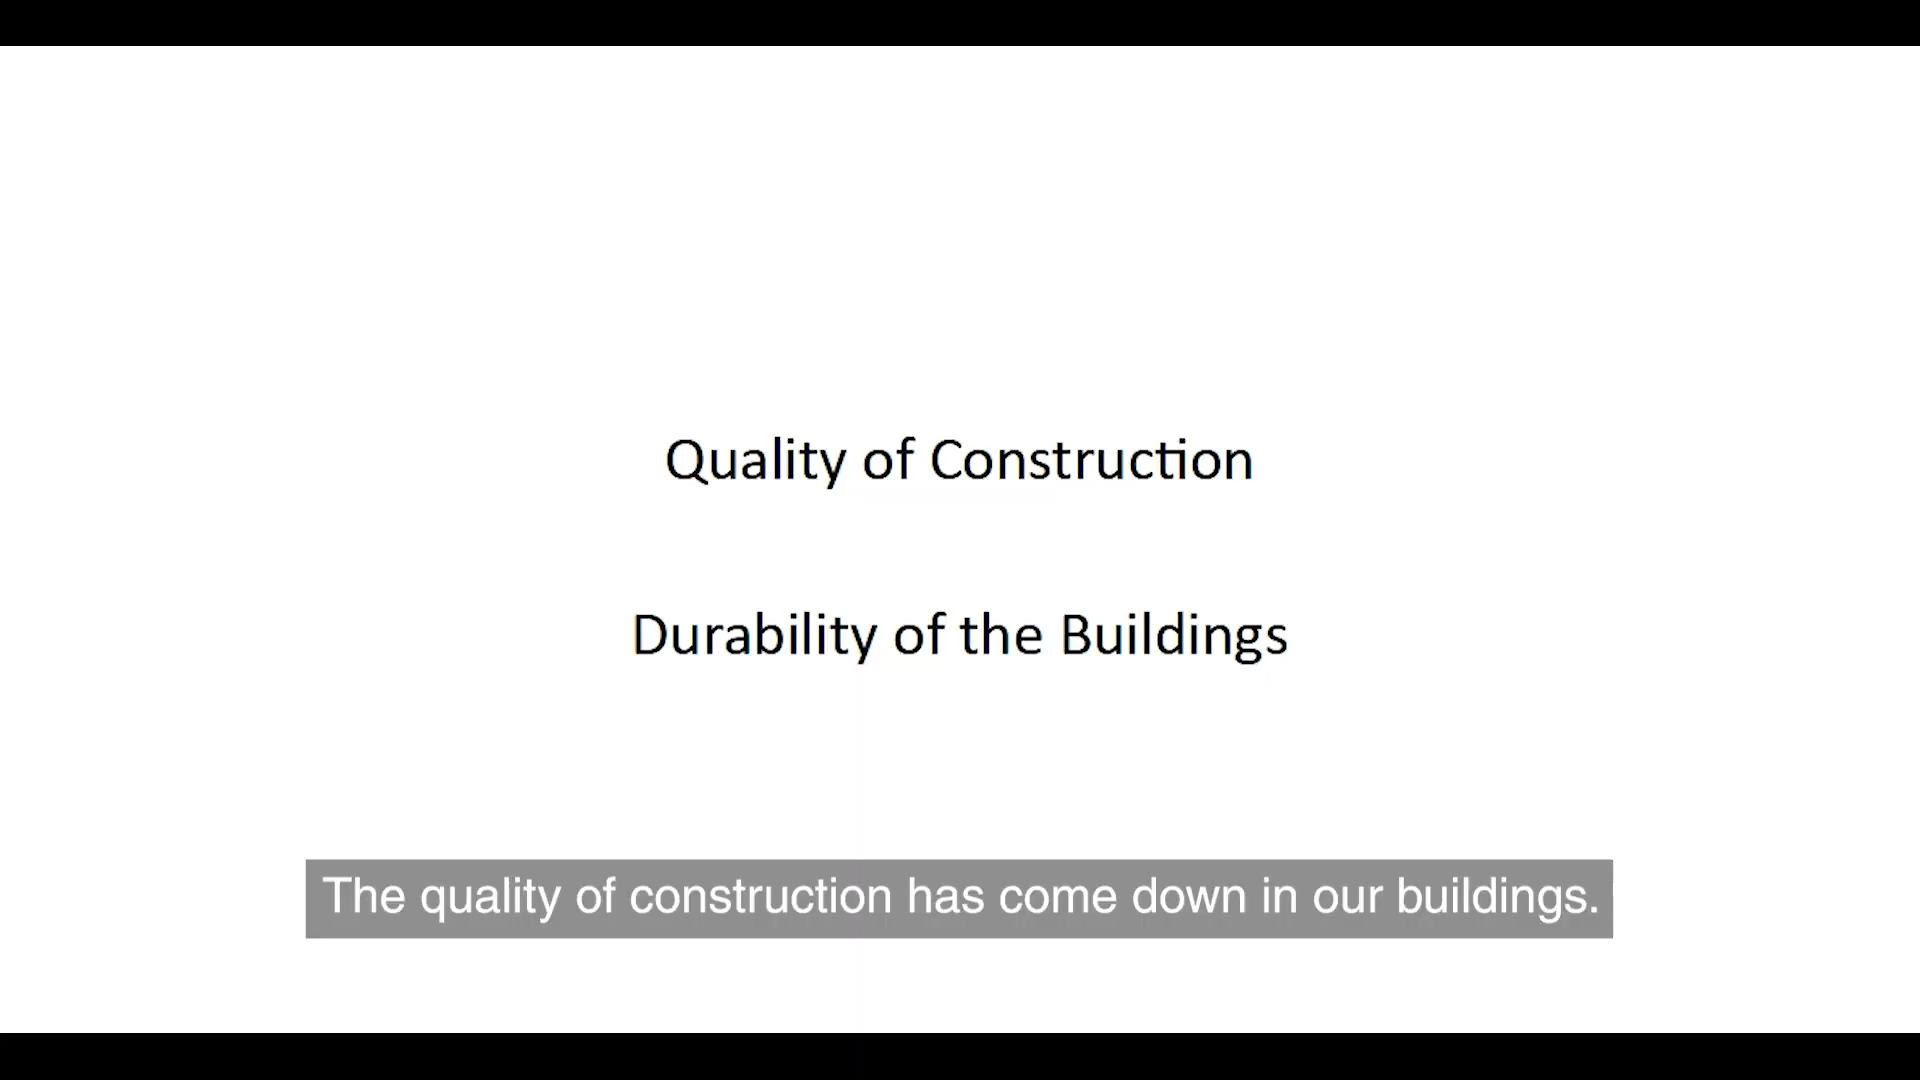 Quality of Construction
Durability of the Buildings
The quality of construction has come down in our buildings.